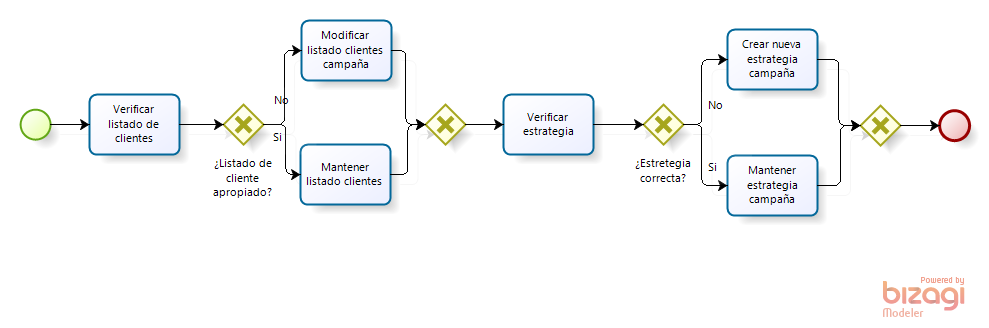 Verificar
listado de
clientes
¿Listado de
cliente
apropiado?
No
Si
Modificar
listado clientes
campaña
Mantener
listado clientes
Verificar
estrategia
¿Estretegia
correcta?
No
Si
Crear nueva
estrategia
campaña
Mantener
estrategia
campaña
Powered by
bizagi
Modeler